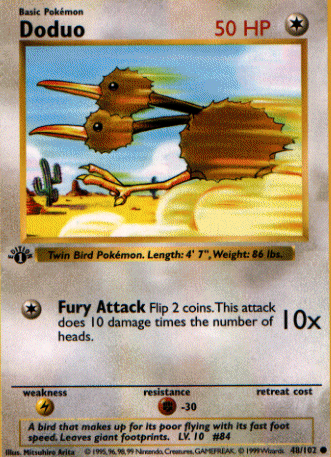 Basic Pokémon
Doduo 50 HP
EDITION
1
Twin Bird Pokémon. Length: 4' 7", Weight: 86 lbs.
Fury Attack Flip 2 coins. This attack
does 10 damage times the number of
heads.
10x
weakness resistance retreat cost
-30
A bird that makes up for its poor flying with its fast foot
speed. Leaves giant footprints. LV. 10 #84
Illus. Mitsuhiro Arita ©1995, 96, 98, 99 Nintendo, Creatures, GAMEFREAK. ©1999 Wizards. 48/102